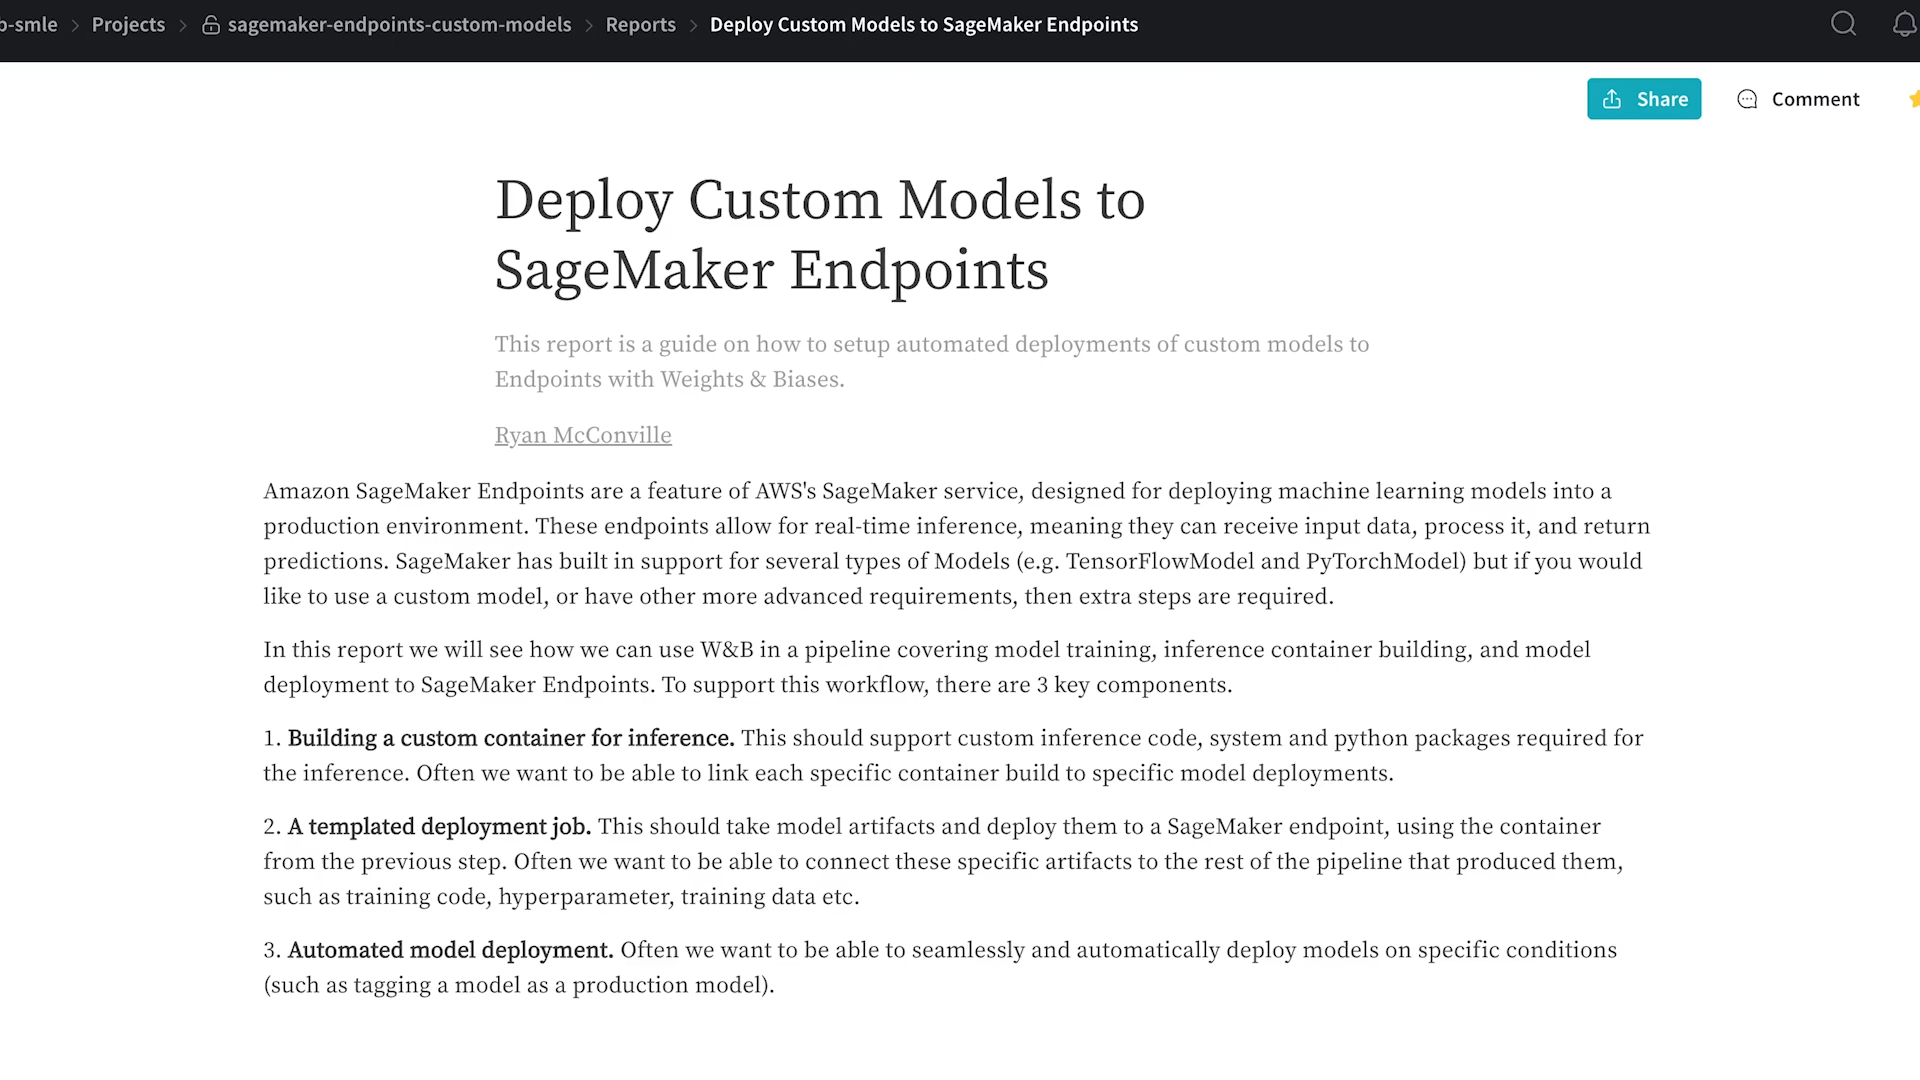 b-smle > Projects > sagemaker-endpoints-custom-models > Reports > Deploy Custom Models to SageMaker Endpoints
Share
Comment
Deploy Custom Models to
SageMaker Endpoints
This report is a guide on how to setup automated deployments of custom models to
Endpoints with Weights & Biases.
Ryan McConville
Amazon SageMaker Endpoints are a feature of AWS's SageMaker service, designed for deploying machine learning models into a
production environment. These endpoints allow for real-time inference, meaning they can receive input data, process it, and return
predictions. SageMaker has built in support for several types of Models (e.g. TensorFlowModel and PyTorchModel) but if you would
like to use a custom model, or have other more advanced requirements, then extra steps are required.
In this report we will see how we can use W&B in a pipeline covering model training, inference container building, and model
deployment to SageMaker Endpoints. To support this workflow, there are 3 key components.
1. Building a custom container for inference. This should support custom inference code, system and python packages required for
the inference. Often we want to be able to link each specific container build to specific model deployments.
2. A templated deployment job. This should take model artifacts and deploy them to a SageMaker endpoint, using the container
from the previous step. Often we want to be able to connect these specific artifacts to the rest of the pipeline that produced them,
such as training code, hyperparameter, training data etc.
3. Automated model deployment. Often we want to be able to seamlessly and automatically deploy models on specific conditions
(such as tagging a model as a production model).